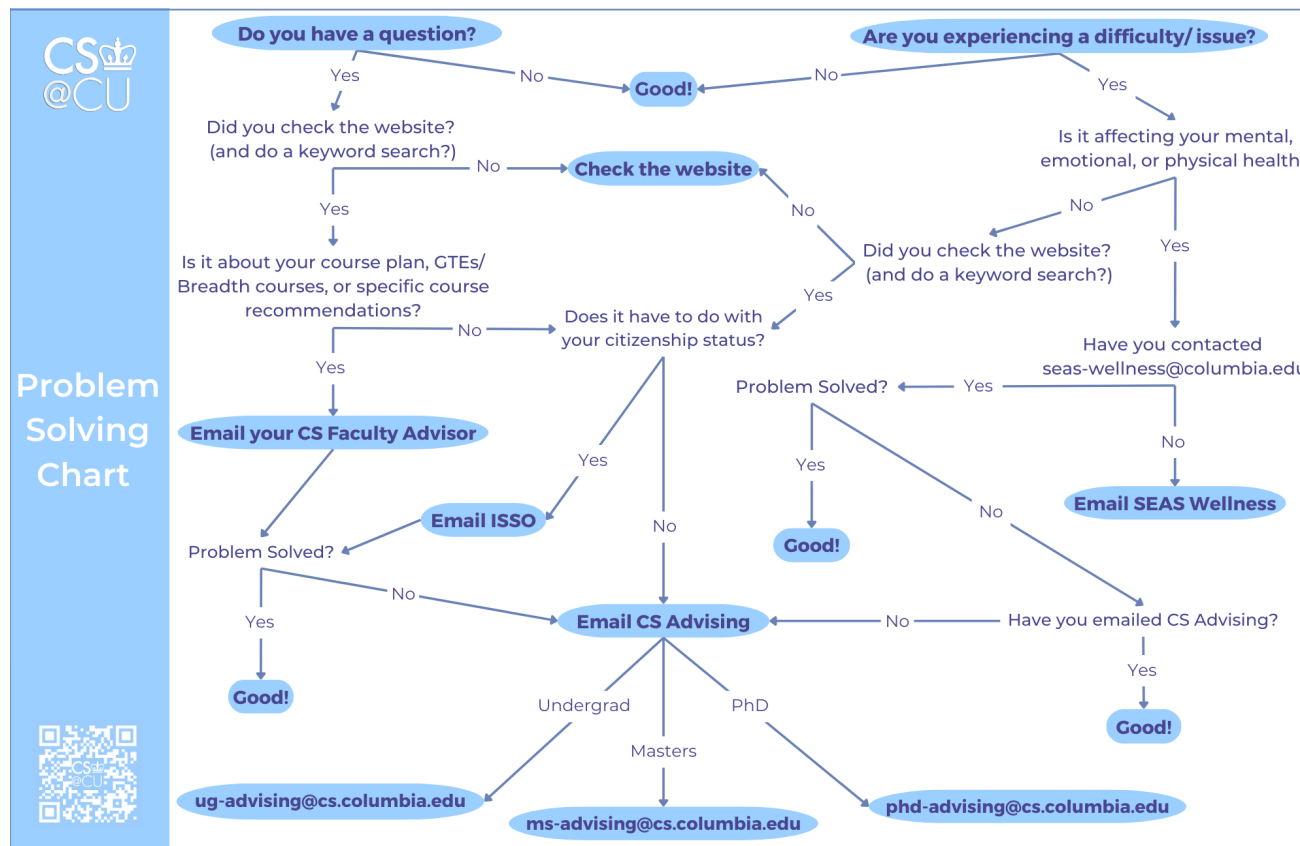 CS
@CU
Problem
Solving
Chart
CS
@CU
Do you have a question?
Are you experiencing a difficulty/ issue?
Yes
No
Good!
No
Yes
Did you check the website?
(and do a keyword search?)
Is it affecting your mental,
emotional, or physical health
No
Check the website
Yes
No
No
Yes
Did you check the website?
(and do a keyword search?)
Is it about your course plan, GTEs/
Breadth courses, or specific course
recommendations?
Yes
Does it have to do with
your citizenship status?
No
Yes
Have you contacted
seas-wellness@columbia.edu
Problem Solved?
Yes
Email your CS Faculty Advisor
No
Yes
Yes
Email SEAS Wellness
Email ISSO
No
No
Good!
Problem Solved?
No
Yes
Email CS Advising
No
Have you emailed CS Advising?
Yes
Good!
Undergrad
PhD
Good!
Masters
ug-advising@cs.columbia.edu
ms-advising@cs.columbia.edu
phd-advising@cs.columbia.edu